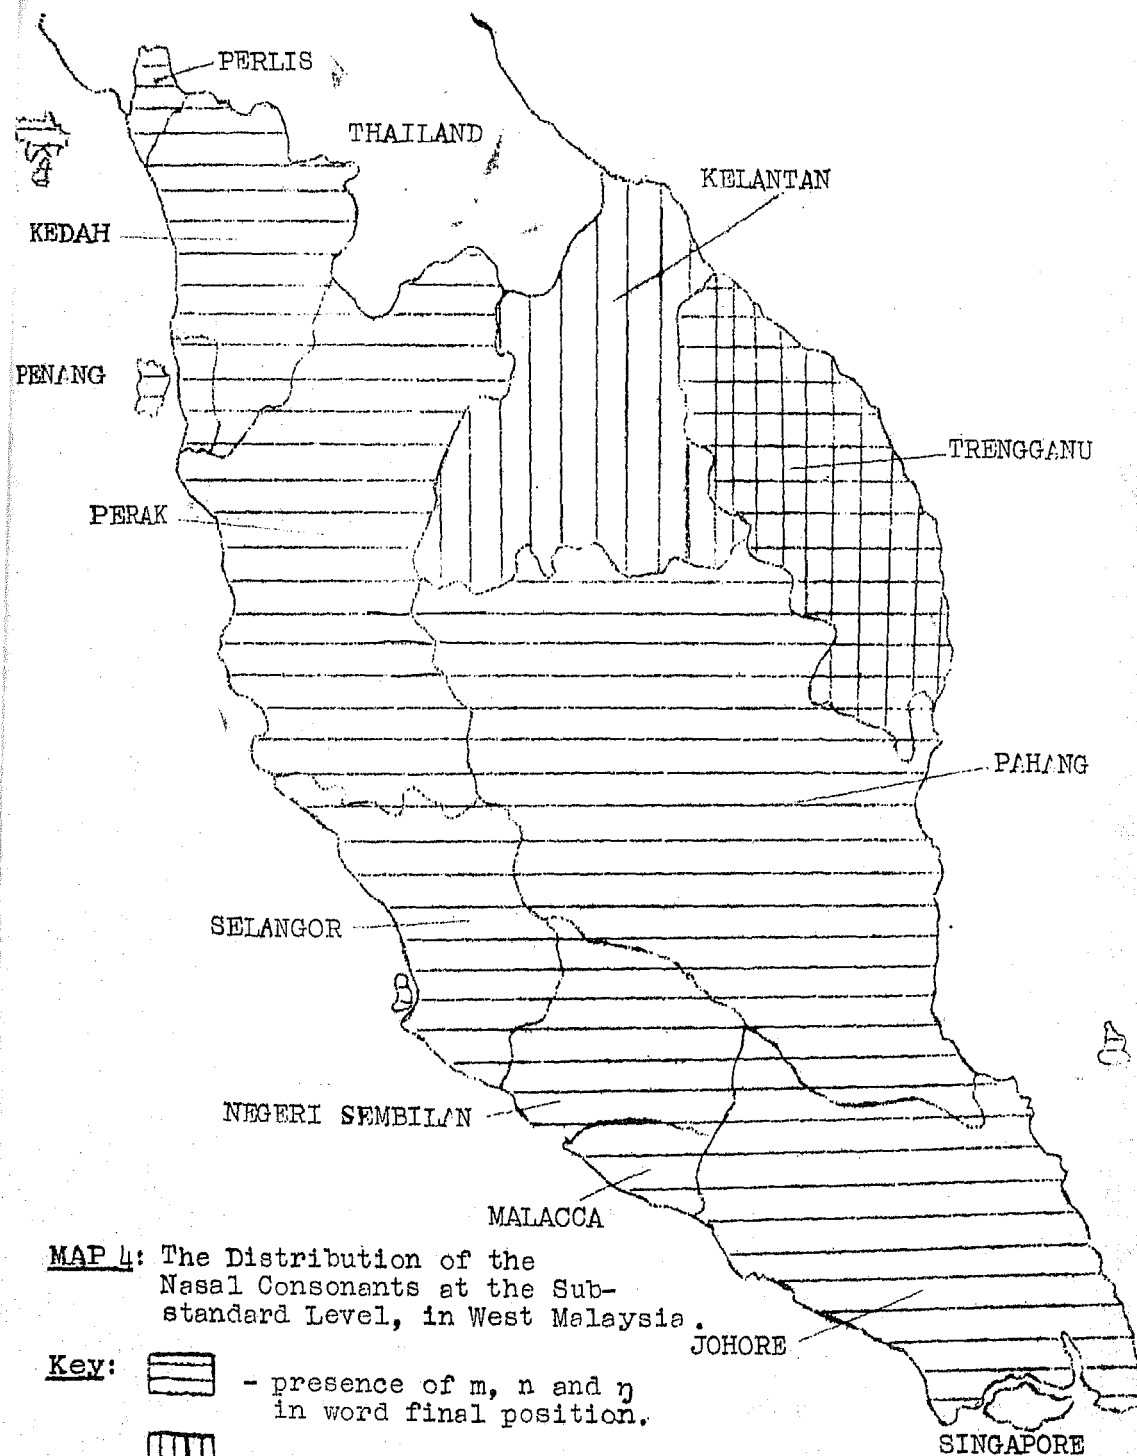 PERLIS
THAILAND
KELANTAN
KEDAH
PENANG
TRENGGANU
PERAK
PAHANG
SELANGOR
NEGERI SEMBILAN
MALACCA
MAP 4: The Distribution of the
Nasal Consonants at the Sub-
standard Level, in West Malaysia.
JOHORE
Key:
- presence of m, n and ŋ
in word final position.
SINGAPORE